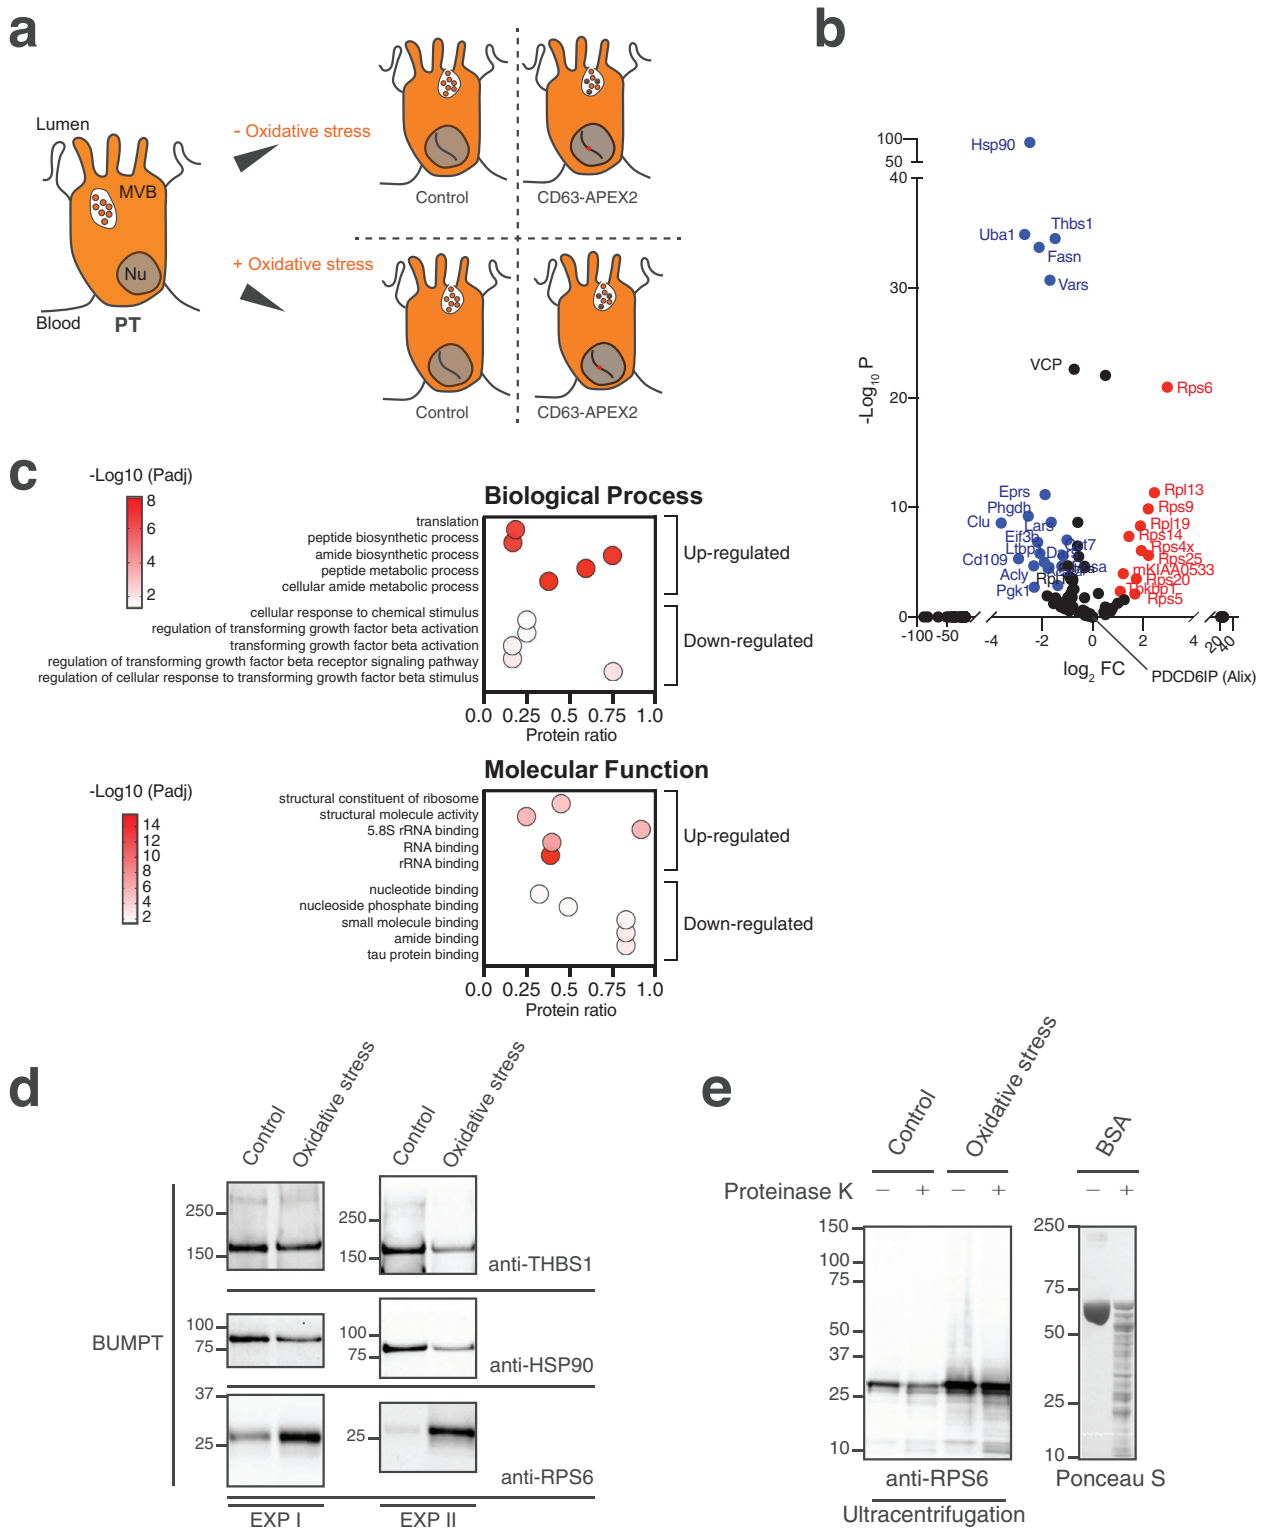 a
Lumen
MVB
Nu
Blood
PT
- Oxidative stress
+ Oxidative stress
Control
CD63-APEX2
Control
CD63-APEX2
b
100
50
40
30
20
10
0
-Log10 P
Hsp90
Uba1
Thbs1
Fasn
Vars
VCP
Rps6
Eprs
Phgdh
Clu
Lars
Eif3b
Cd109
Acly
Pgk1
Rpl13
Rps9
Rpl19
Rps14
Rps4x
Rps25
mKIAA0533
Rps20
Rps5
-100
-50
-4
-2
0
2
4
20
40
log2 FC
PDCD6IP (Alix)
c
-Log10 (Padj)
8
6
4
2
Biological Process
translation
peptide biosynthetic process
amide biosynthetic process
peptide metabolic process
cellular amide metabolic process
Up-regulated
cellular response to chemical stimulus
regulation of transforming growth factor beta activation
transforming growth factor beta activation
regulation of transforming growth factor beta receptor signaling pathway
regulation of cellular response to transforming growth factor beta stimulus
Down-regulated
0.0 0.25 0.5 0.75 1.0
Protein ratio
-Log10 (Padj)
14
12
10
8
6
4
2
Molecular Function
structural constituent of ribosome
structural molecule activity
5.8S rRNA binding
RNA binding
rRNA binding
Up-regulated
nucleotide binding
nucleoside phosphate binding
small molecule binding
amide binding
tau protein binding
Down-regulated
0.0 0.25 0.5 0.75 1.0
Protein ratio
d
Control
Oxidative stress
Control
Oxidative stress
BUMPT
250
150
250
150
anti-THBS1
100
75
100
75
anti-HSP90
37
25
25
anti-RPS6
EXP I
EXP II
e
Control
Oxidative stress
BSA
Proteinase K
− + − +
− +
150
100
75
50
37
25
10
250
75
50
25
10
anti-RPS6
Ponceau S
Ultracentrifugation